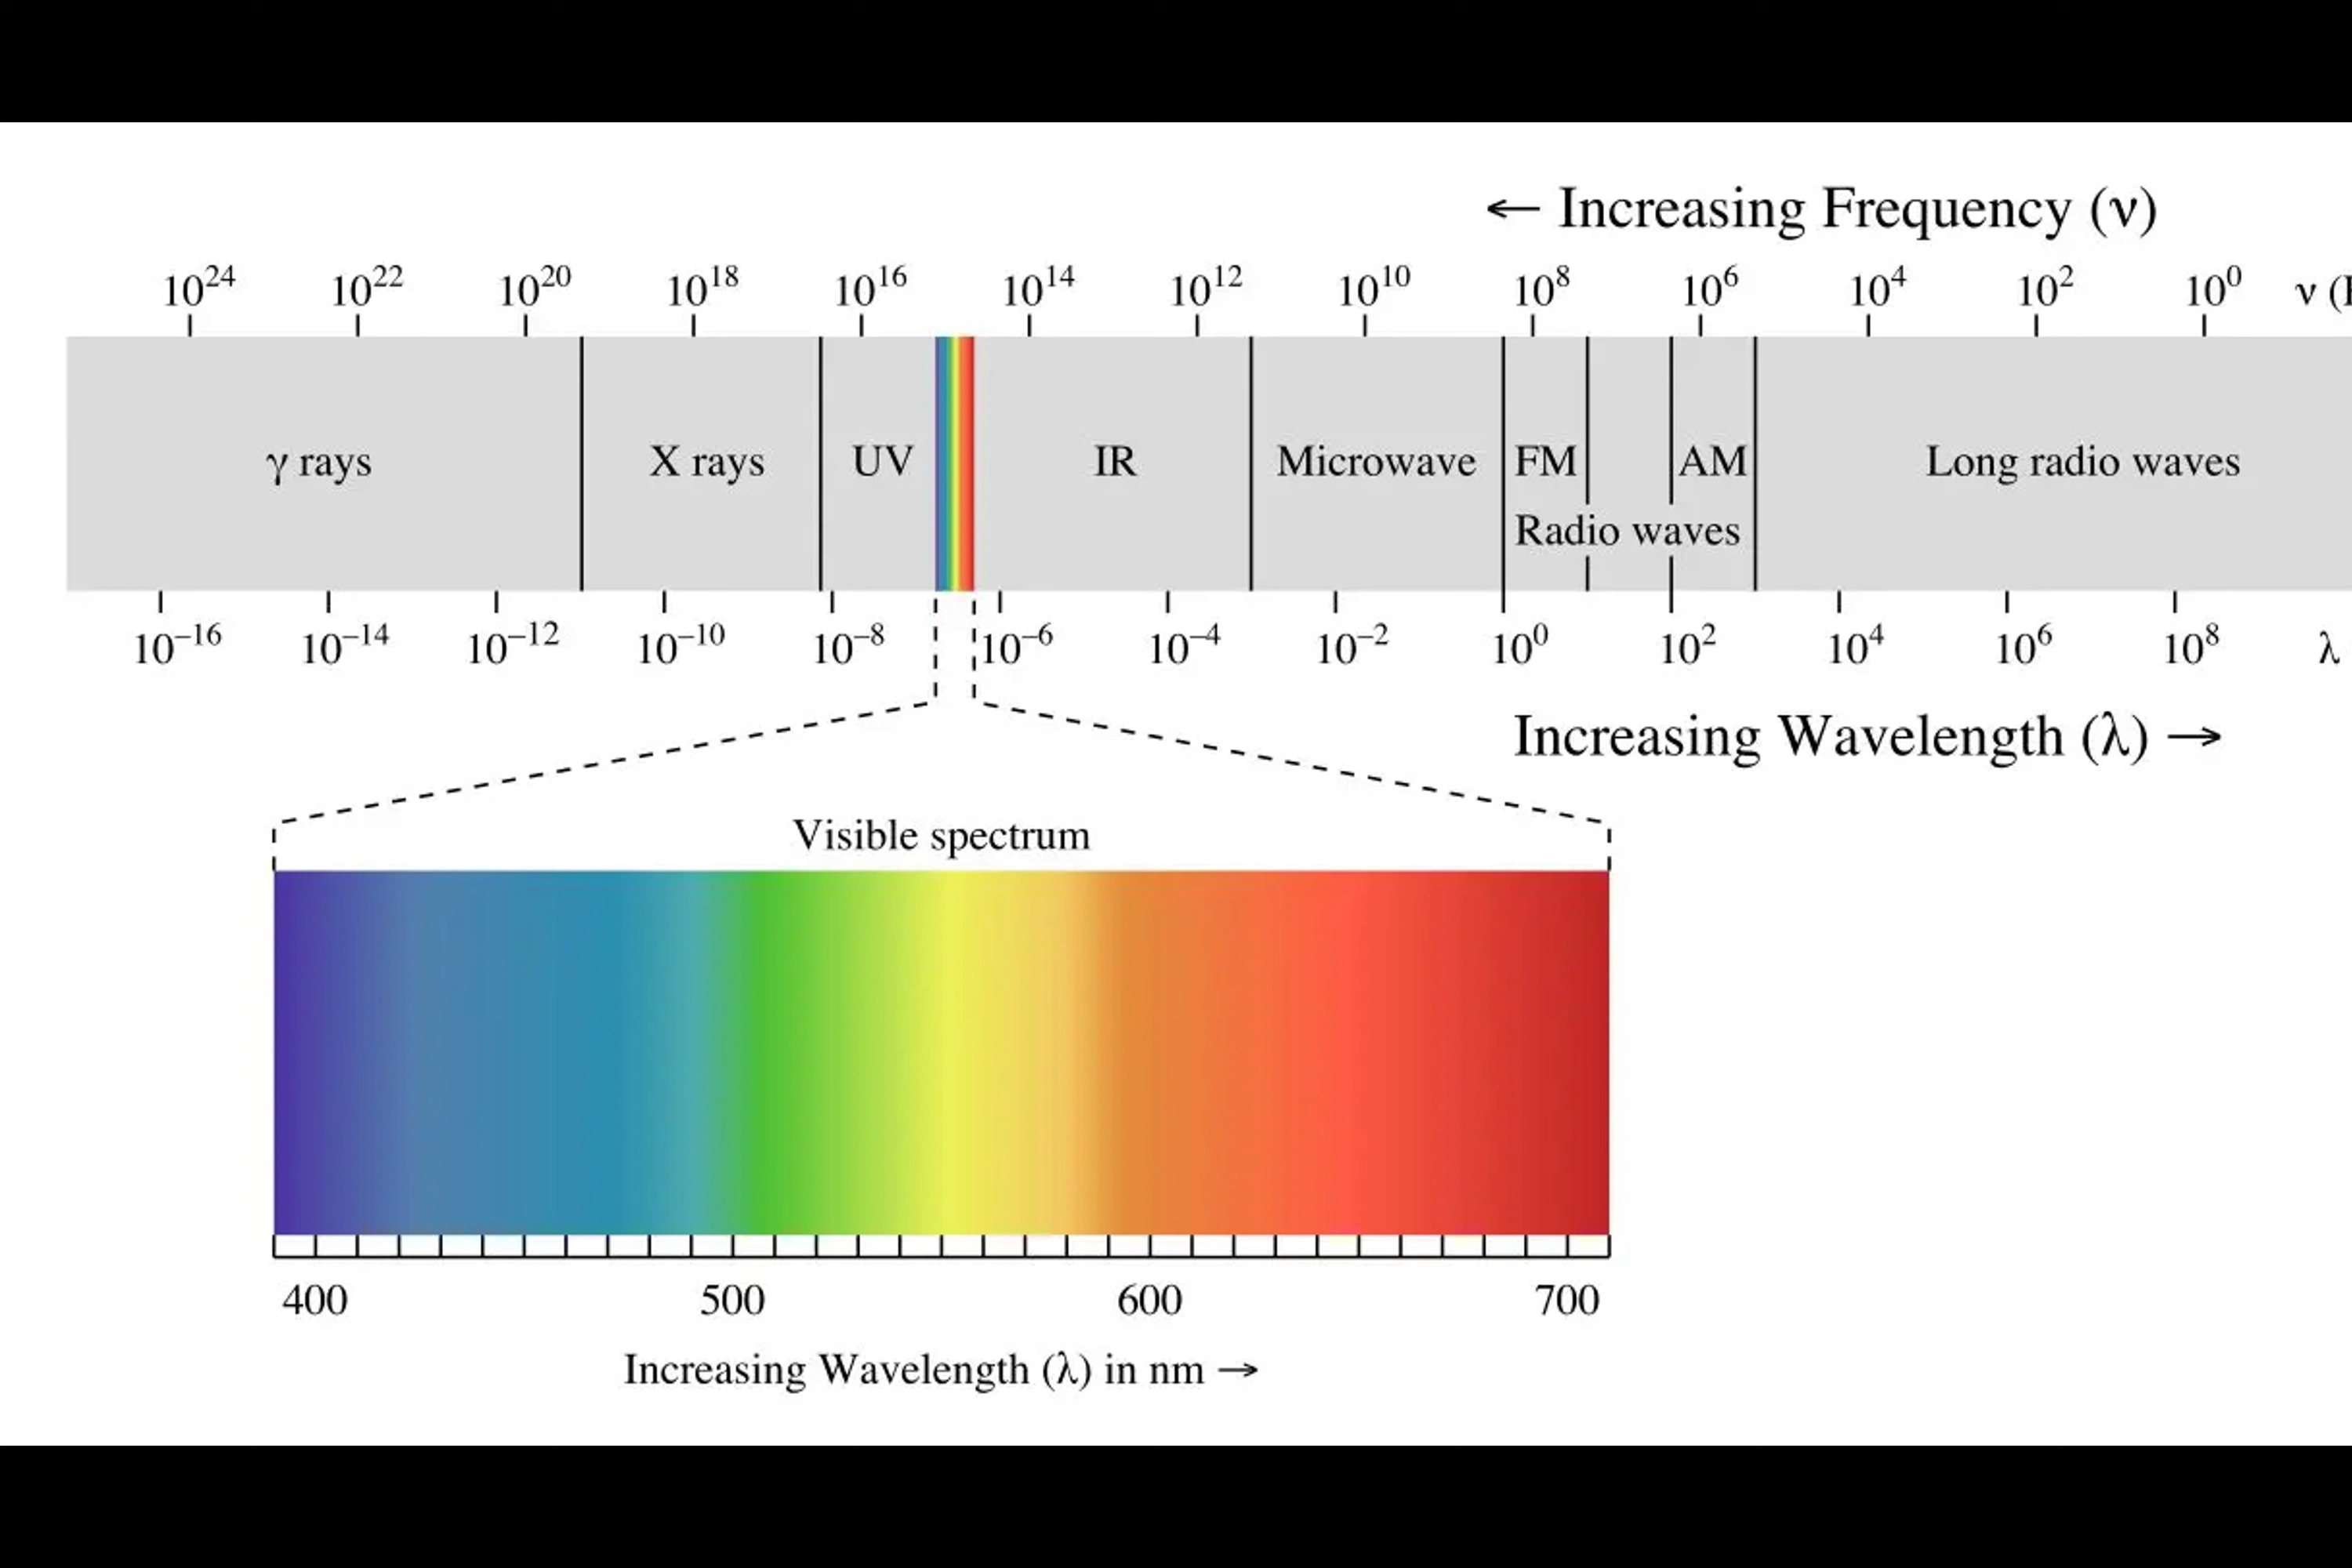 ← Increasing Frequency (ν)
10²⁴ 10²² 10²⁰ 10¹⁸ 10¹⁶ 10¹⁴ 10¹² 10¹⁰ 10⁸ 10⁶ 10⁴ 10² 10⁰ ν (
γ rays X rays UV IR Microwave FM AM Long radio waves
Radio waves
10⁻¹⁶ 10⁻¹⁴ 10⁻¹² 10⁻¹⁰ 10⁻⁸ 10⁻⁶ 10⁻⁴ 10⁻² 10⁰ 10² 10⁴ 10⁶ 10⁸ λ
Increasing Wavelength (λ) →
Visible spectrum
400 500 600 700
Increasing Wavelength (λ) in nm →